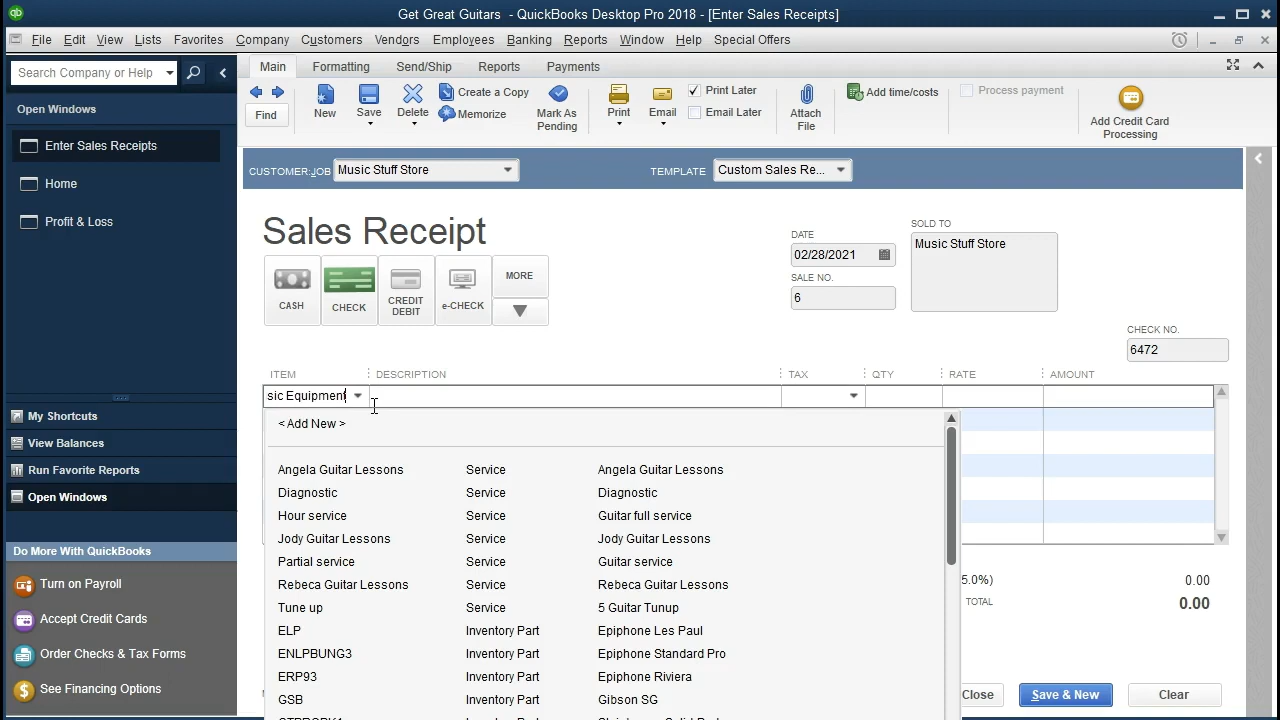 Get Great Guitars - QuickBooks Desktop Pro 2018 - [Enter Sales Receipts]
File Edit View Lists Favorites Company Customers Vendors Employees Banking Reports Window Help Special Offers
Search Company or Help
Main Formatting Send/Ship Reports Payments
Find
New
Save
Delete
Create a Copy
Memorize
Mark As
Pending
Print
Email
Print Later
Email Later
Attach
File
Add time/costs
Process payment
Add Credit Card
Processing
Open Windows
Enter Sales Receipts
Home
Profit & Loss
My Shortcuts
View Balances
Run Favorite Reports
Open Windows
Do More With QuickBooks
Turn on Payroll
Accept Credit Cards
Order Checks & Tax Forms
See Financing Options
CUSTOMER:JOB Music Stuff Store
TEMPLATE Custom Sales Re...
Sales Receipt
CASH
CHECK
CREDIT
DEBIT
e-CHECK
MORE
DATE
02/28/2021
SALE NO.
6
SOLD TO
Music Stuff Store
CHECK NO.
6472
ITEM DESCRIPTION TAX QTY RATE AMOUNT
sic Equipment
< Add New >
Angela Guitar Lessons Service Angela Guitar Lessons
Diagnostic Service Diagnostic
Hour service Service Guitar full service
Jody Guitar Lessons Service Jody Guitar Lessons
Partial service Service Guitar service
Rebeca Guitar Lessons Service Rebeca Guitar Lessons
Tune up Service 5 Guitar Tunup
ELP Inventory Part Epiphone Les Paul
ENLPBUNG3 Inventory Part Epiphone Standard Pro
ERP93 Inventory Part Epiphone Riviera
GSB Inventory Part Gibson SG
5.0%) 0.00
TOTAL 0.00
Close
Save & New
Clear